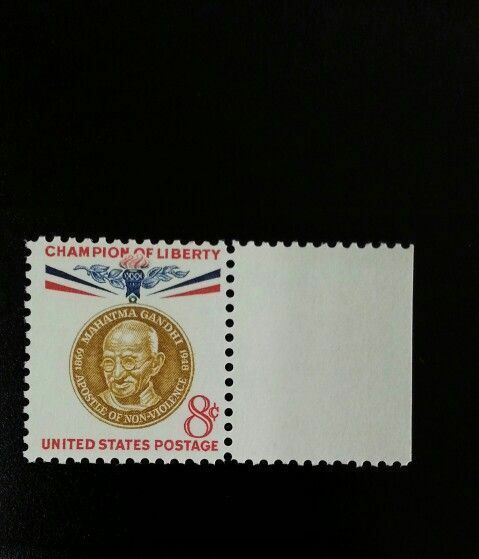 CHAMPION OF LIBERTY
1869 MAHATMA GANDHI 1948
APOSTLE OF NON-VIOLENCE
8¢
UNITED STATES POSTAGE